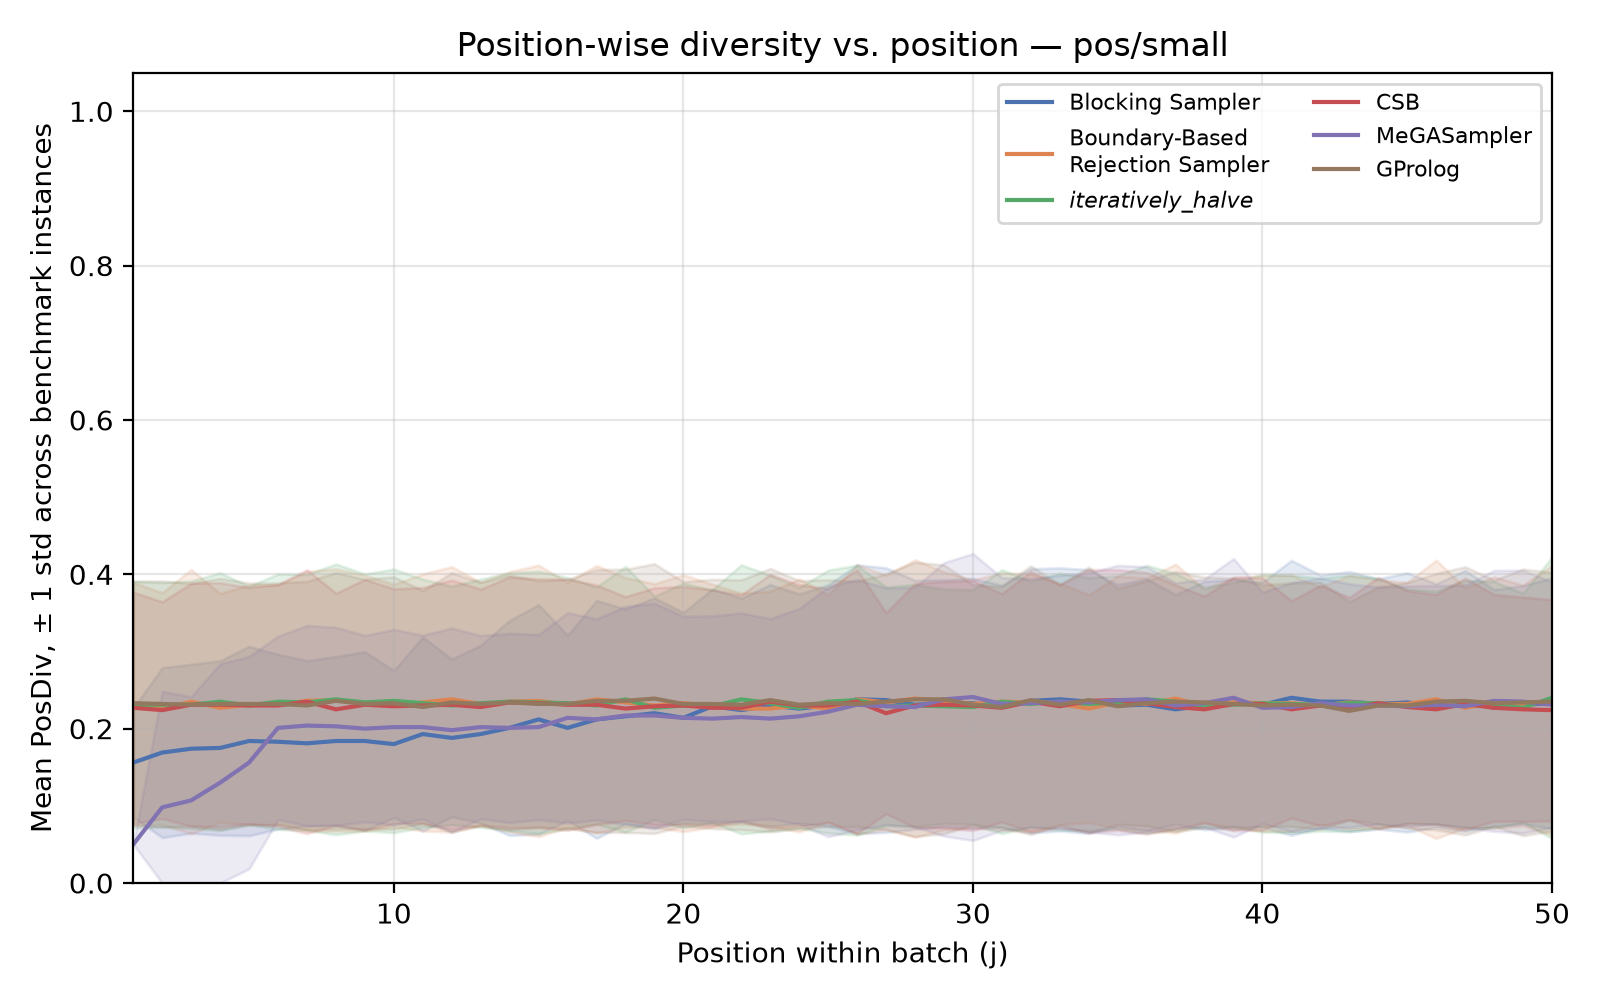 Position-wise diversity vs. position — pos/small
Mean PosDiv, ± 1 std across benchmark instances
1.0
0.8
0.6
0.4
0.2
0.0
Blocking Sampler
Boundary-Based
Rejection Sampler
iteratively_halve
CSB
MeGASampler
GProlog
10
20
30
40
50
Position within batch (j)